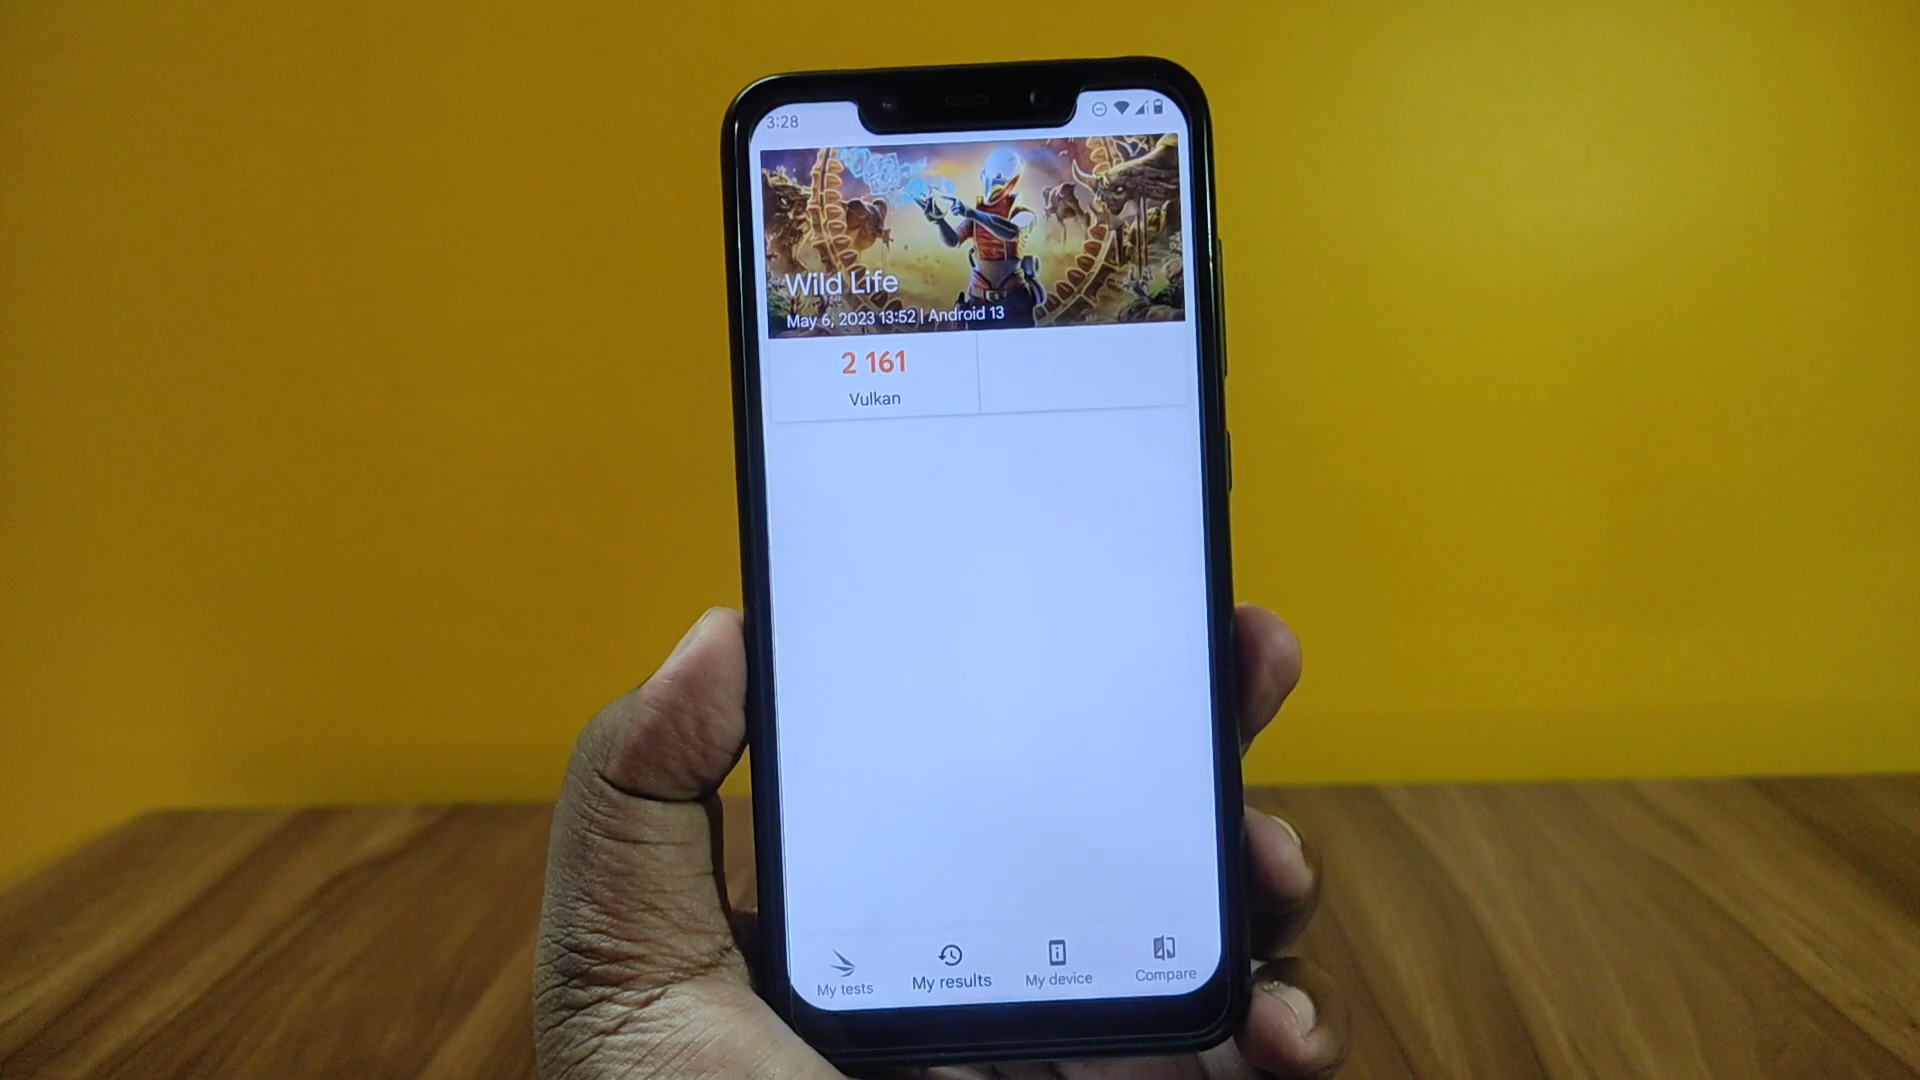 3:28
Wild Life
May 6, 2023 13:52 | Android 13
2 161
Vulkan
My tests
My results
My device
Compare